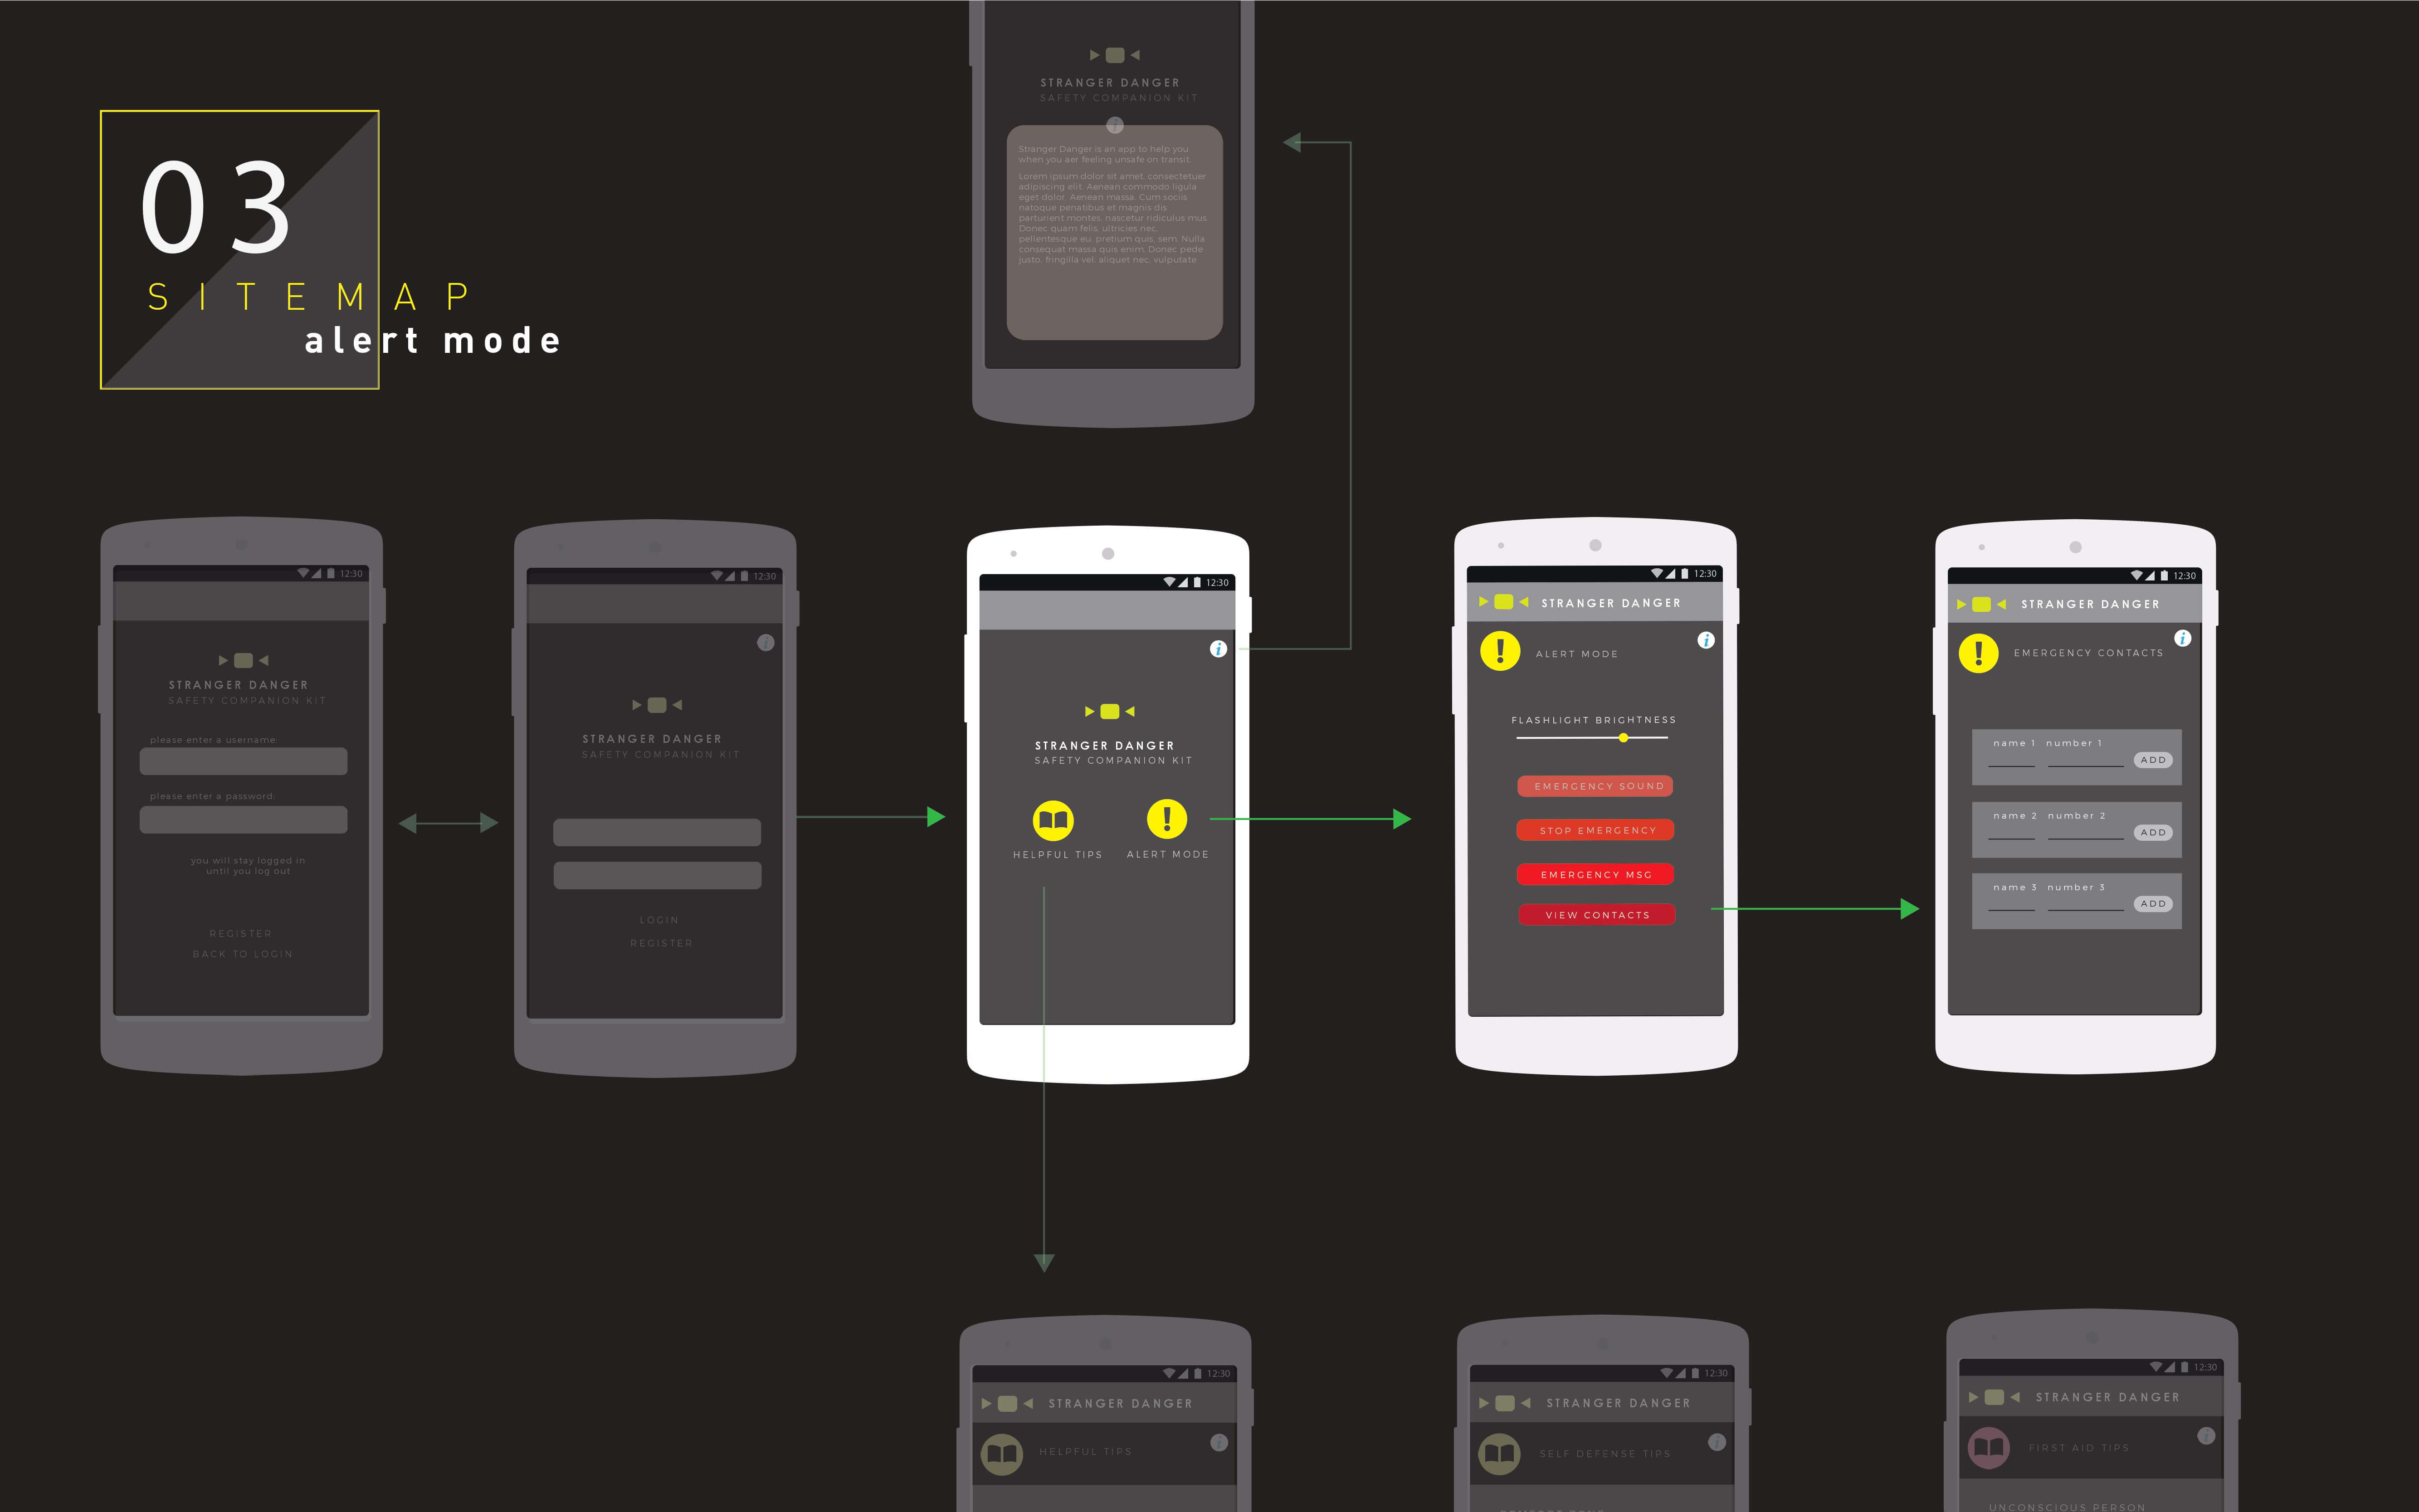 STRANGER DANGER
SAFETY COMPANION KIT
i
Stranger Danger is an app to help you
when you aer feeling unsafe on transit.
Lorem ipsum dolor sit amet, consectetuer
adipiscing elit. Aenean commodo ligula
eget dolor. Aenean massa. Cum sociis
natoque penatibus et magnis dis
parturient montes, nascetur ridiculus mus.
Donec quam felis, ultricies nec,
pellentesque eu, pretium quis, sem. Nulla
consequat massa quis enim. Donec pede
justo, fringilla vel, aliquet nec, vulputate
03
SITEMAP
alert mode
12:30
STRANGER DANGER
SAFETY COMPANION KIT
please enter a username:
please enter a password:
you will stay logged in
until you log out
REGISTER
BACK TO LOGIN
12:30
i
STRANGER DANGER
SAFETY COMPANION KIT
LOGIN
REGISTER
12:30
i
STRANGER DANGER
SAFETY COMPANION KIT
!
HELPFUL TIPS ALERT MODE
12:30
STRANGER DANGER
! ALERT MODE i
FLASHLIGHT BRIGHTNESS
EMERGENCY SOUND
STOP EMERGENCY
EMERGENCY MSG
VIEW CONTACTS
12:30
STRANGER DANGER
! EMERGENCY CONTACTS i
name 1 number 1
ADD
name 2 number 2
ADD
name 3 number 3
ADD
12:30
STRANGER DANGER
HELPFUL TIPS i
12:30
STRANGER DANGER
SELF DEFENSE TIPS i
12:30
STRANGER DANGER
FIRST AID TIPS i
UNCONSCIOUS PERSON